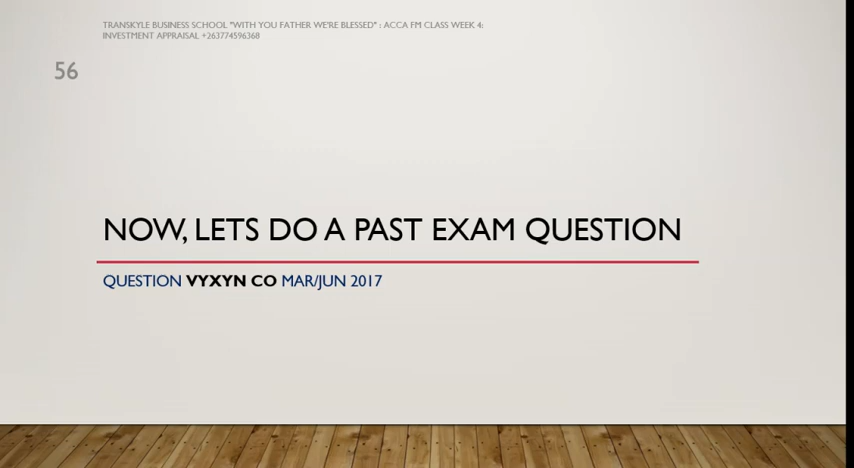 TRANSKYLE BUSINESS SCHOOL "WITH YOU FATHER WE'RE BLESSED" : ACCA FM CLASS WEEK 4:
INVESTMENT APPRAISAL +263774596368
56
NOW, LETS DO A PAST EXAM QUESTION
QUESTION VYXYN CO MAR/JUN 2017